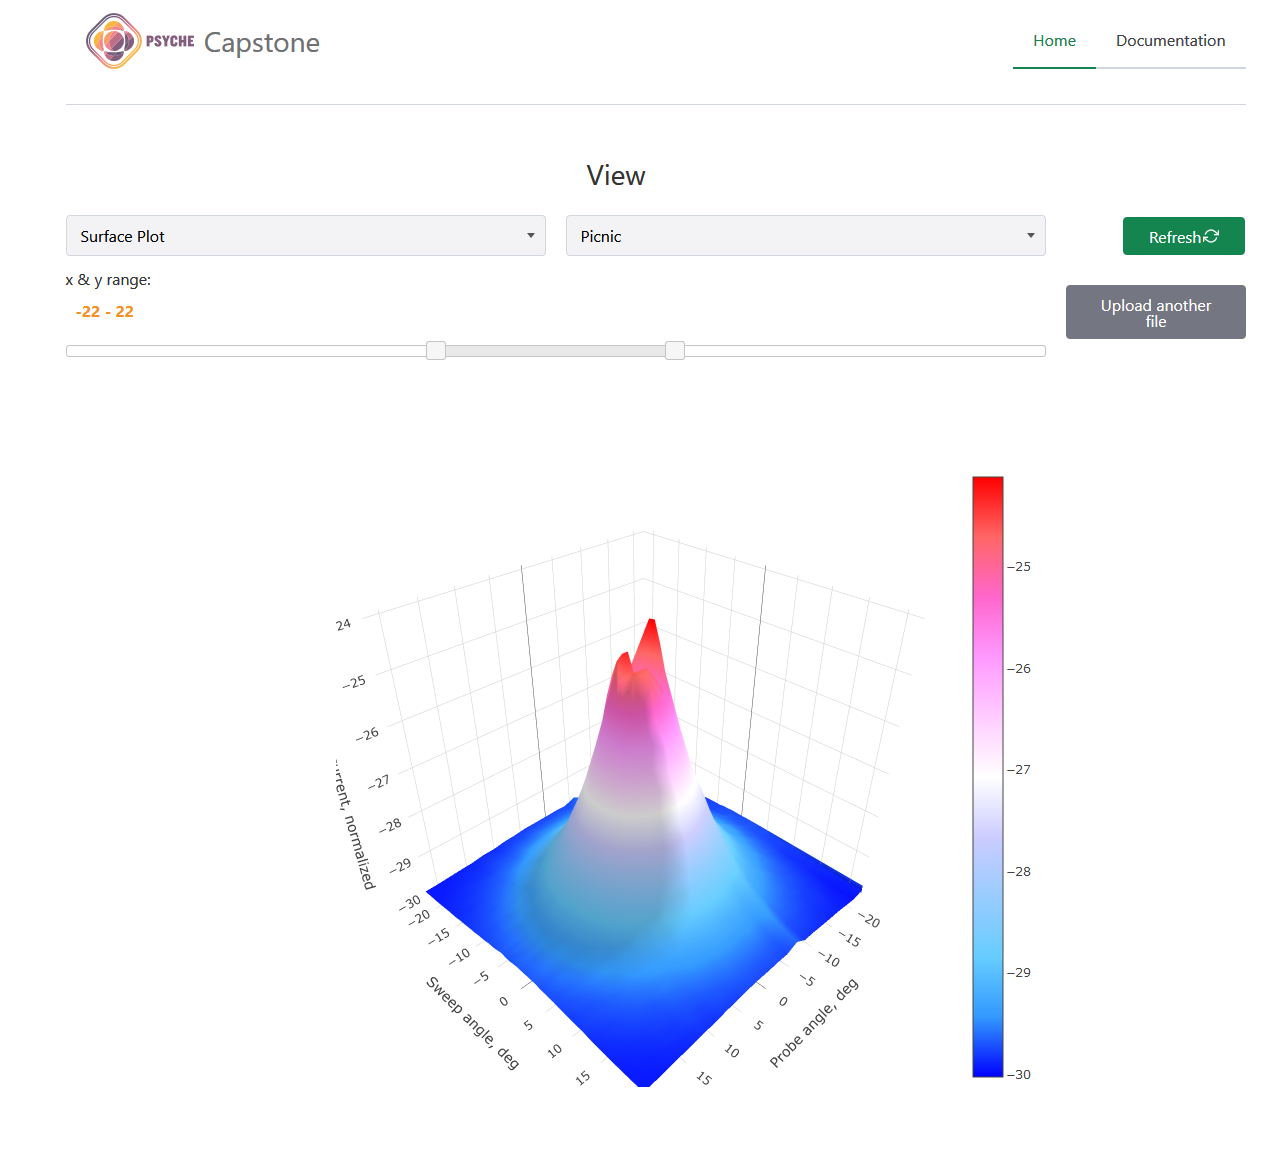 PSYCHE Capstone
Home
Documentation
View
Surface Plot
Picnic
Refresh
x & y range:
-22 - 22
Upload another
file
24
−25
−26
−27
−28
−29
−30
normalized
−20
−15
−10
−5
0
5
10
15
Sweep angle, deg
−20
−15
−10
−5
0
5
10
15
Probe angle, deg
−25
−26
−27
−28
−29
−30